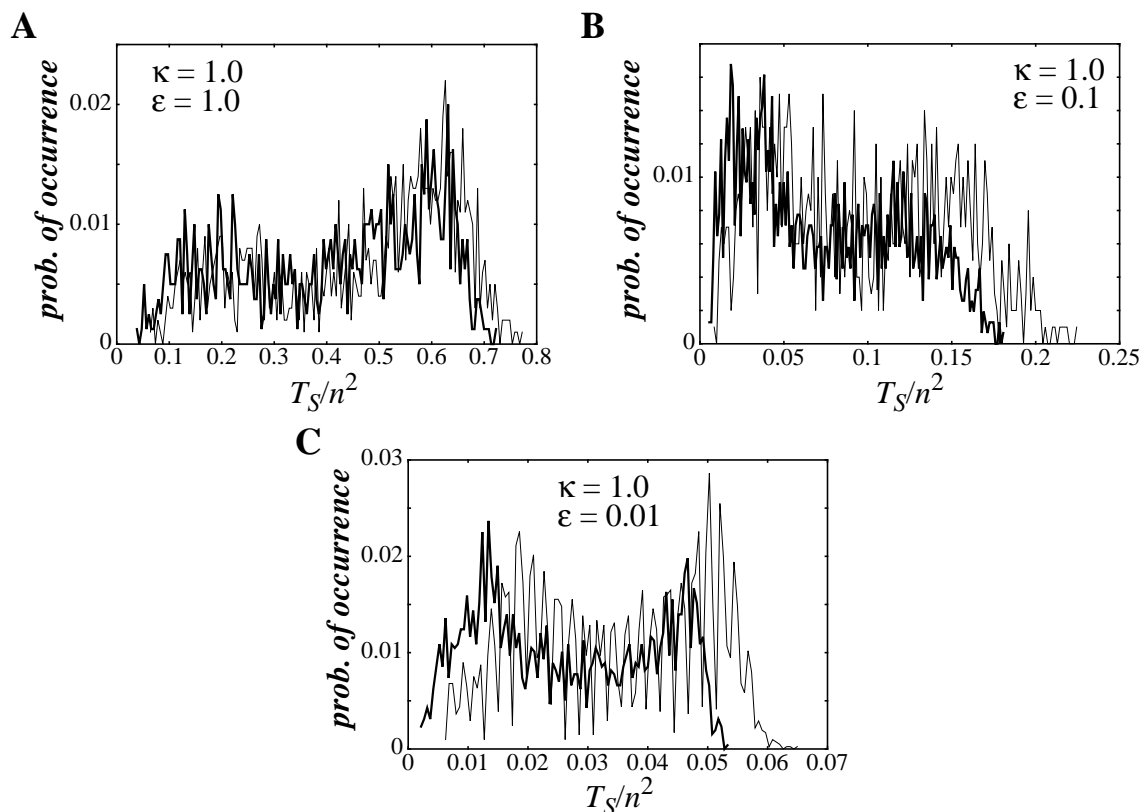 A
prob. of occurrence
κ = 1.0
ε = 1.0
0.02
0.01
0
0 0.1 0.2 0.3 0.4 0.5 0.6 0.7 0.8
T_S/n²
B
prob. of occurrence
κ = 1.0
ε = 0.1
0.01
0
0 0.05 0.1 0.15 0.2 0.25
T_S/n²
C
prob. of occurrence
κ = 1.0
ε = 0.01
0.03
0.02
0.01
0
0 0.01 0.02 0.03 0.04 0.05 0.06 0.07
T_S/n²